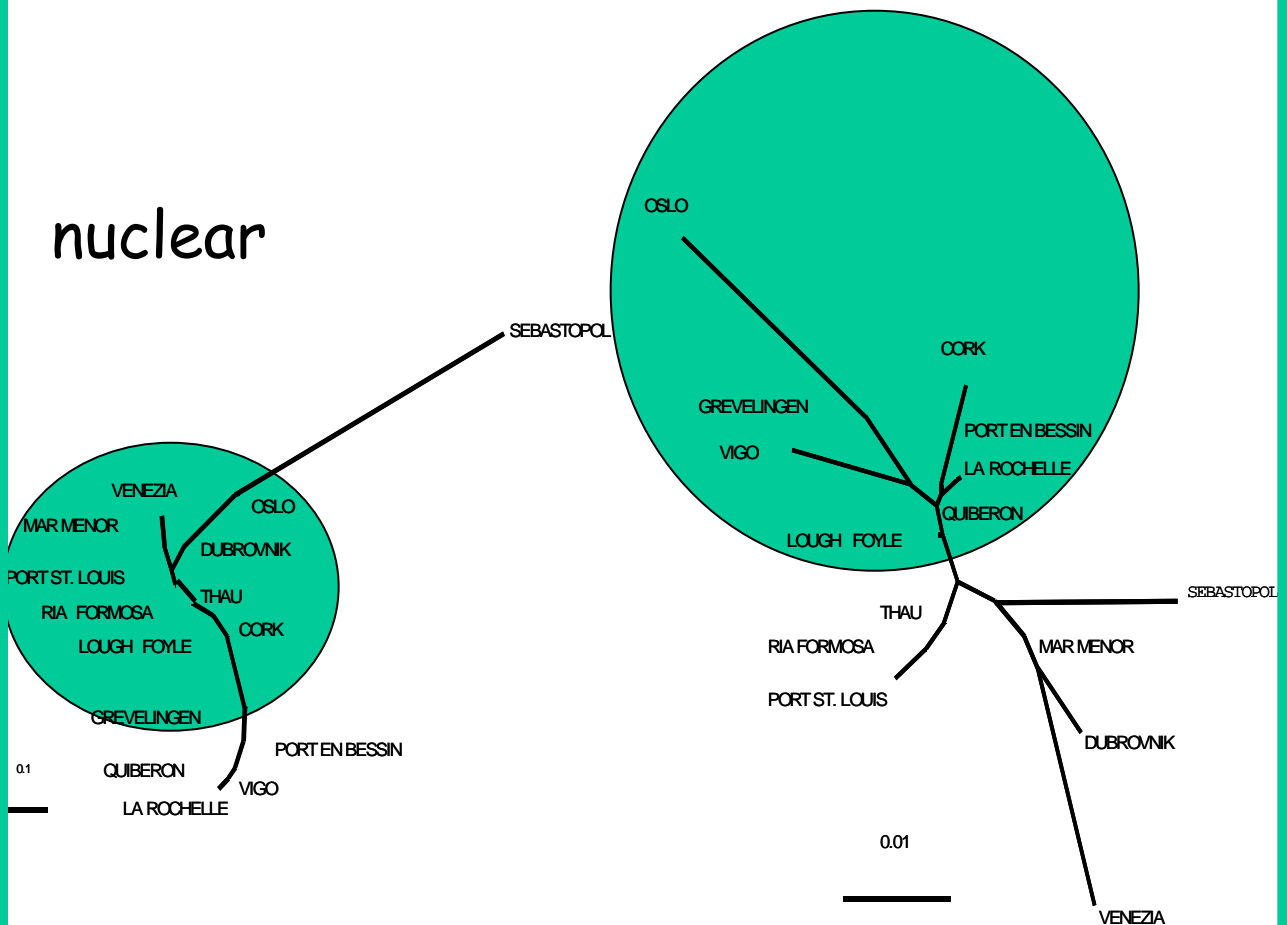 nuclear
SEBASTOPOL
VENEZIA
OSLO
MAR MENOR
DUBROVNIK
PORT ST. LOUIS
THAU
RIA FORMOSA
CORK
LOUGH FOYLE
GREVELINGEN
PORT EN BESSIN
QUIBERON
VIGO
LA ROCHELLE
0.1
OSLO
CORK
GREVELINGEN
PORT EN BESSIN
VIGO
LA ROCHELLE
QUIBERON
LOUGH FOYLE
SEBASTOPOL
THAU
RIA FORMOSA
MAR MENOR
PORT ST. LOUIS
DUBROVNIK
0.01
VENEZIA